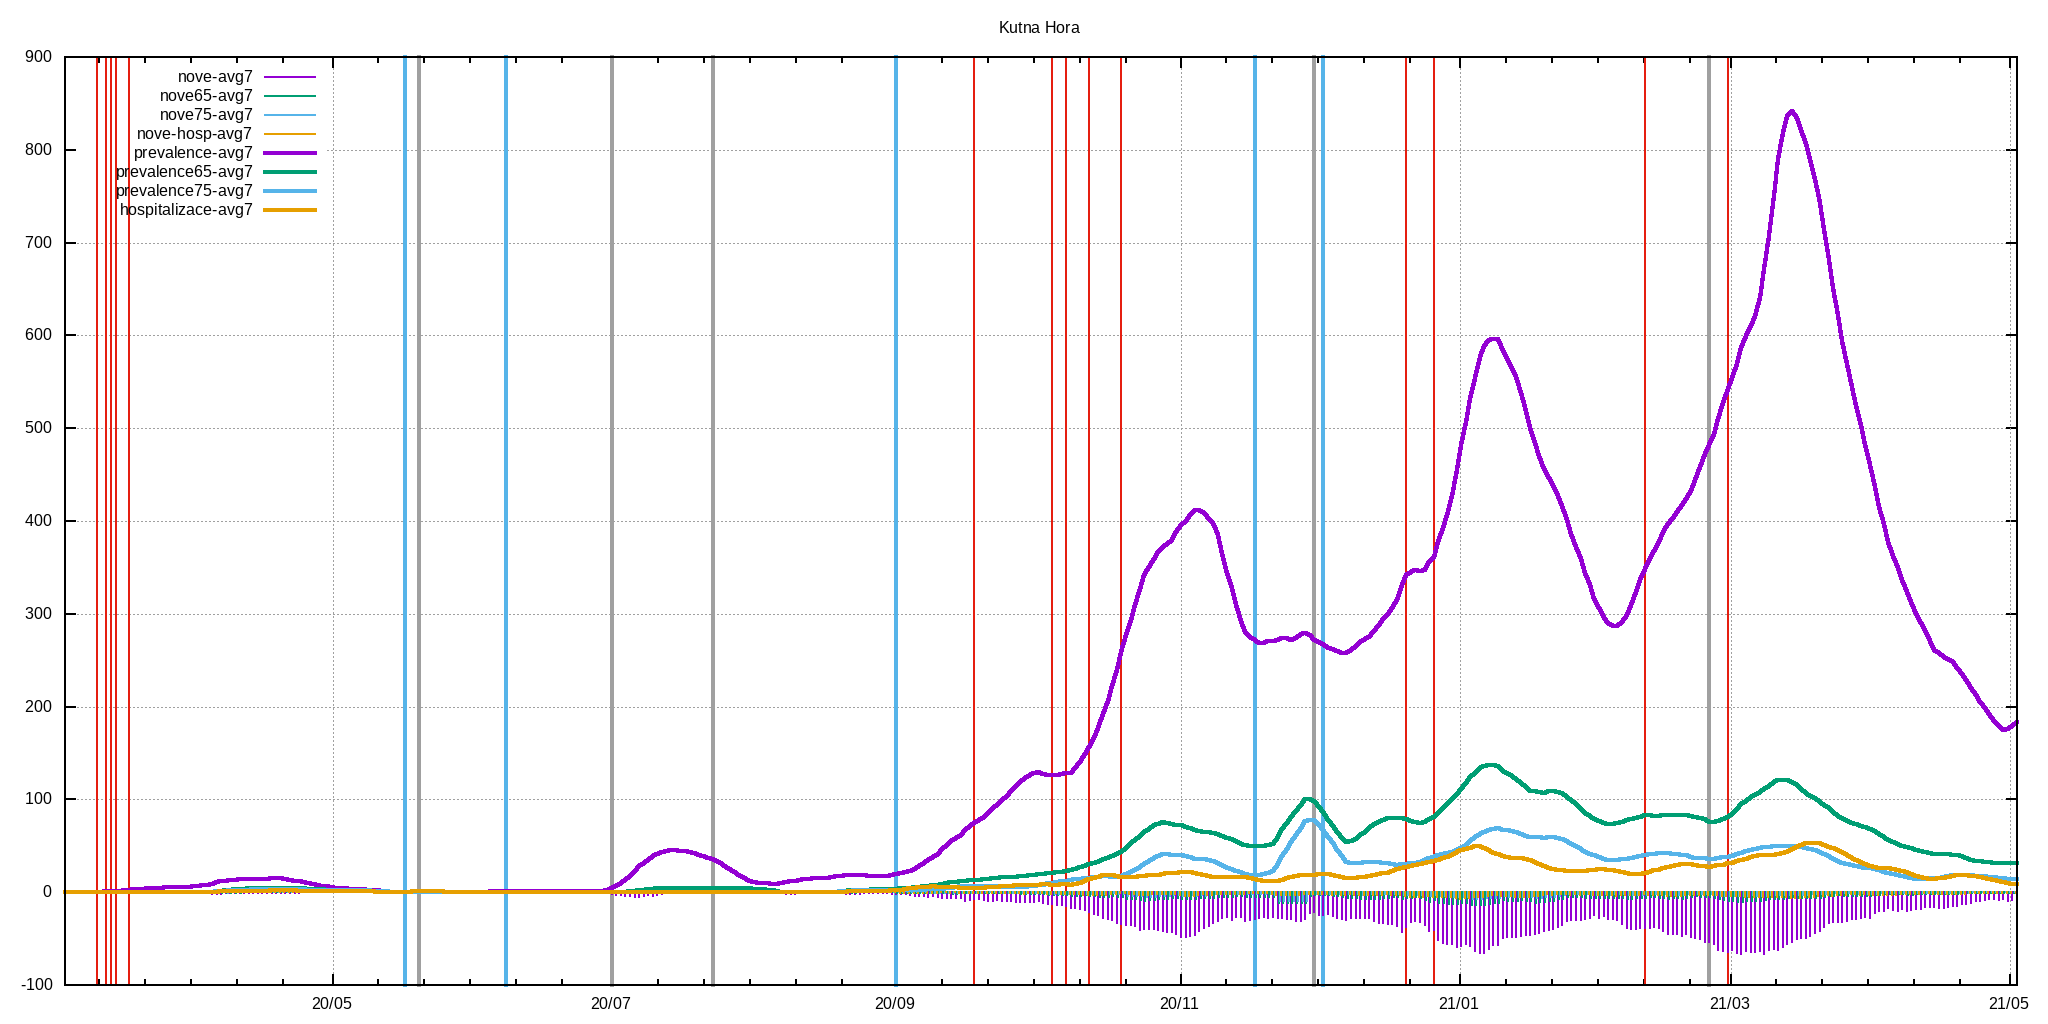 Kutna Hora
900
800
700
600
500
400
300
200
100
0
-100
nove-avg7
nove65-avg7
nove75-avg7
nove-hosp-avg7
prevalence-avg7
prevalence65-avg7
prevalence75-avg7
hospitalizace-avg7
20/05
20/07
20/09
20/11
21/01
21/03
21/05